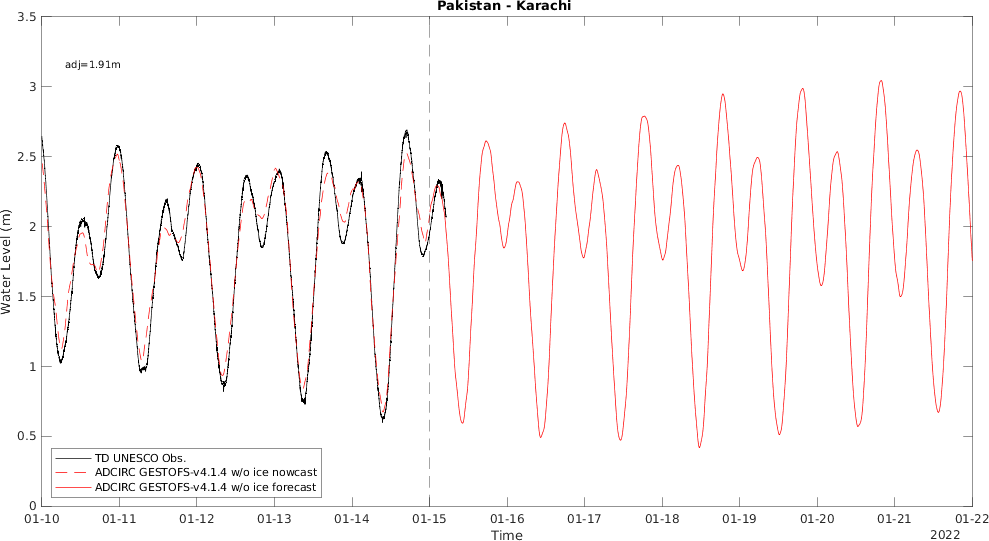 Pakistan - Karachi
3.5
3
2.5
2
1.5
1
0.5
0
Water Level (m)
adj=1.91m
TD UNESCO Obs.
ADCIRC GESTOFS-v4.1.4 w/o ice nowcast
ADCIRC GESTOFS-v4.1.4 w/o ice forecast
01-10 01-11 01-12 01-13 01-14 01-15 01-16 01-17 01-18 01-19 01-20 01-21 01-22
Time
2022